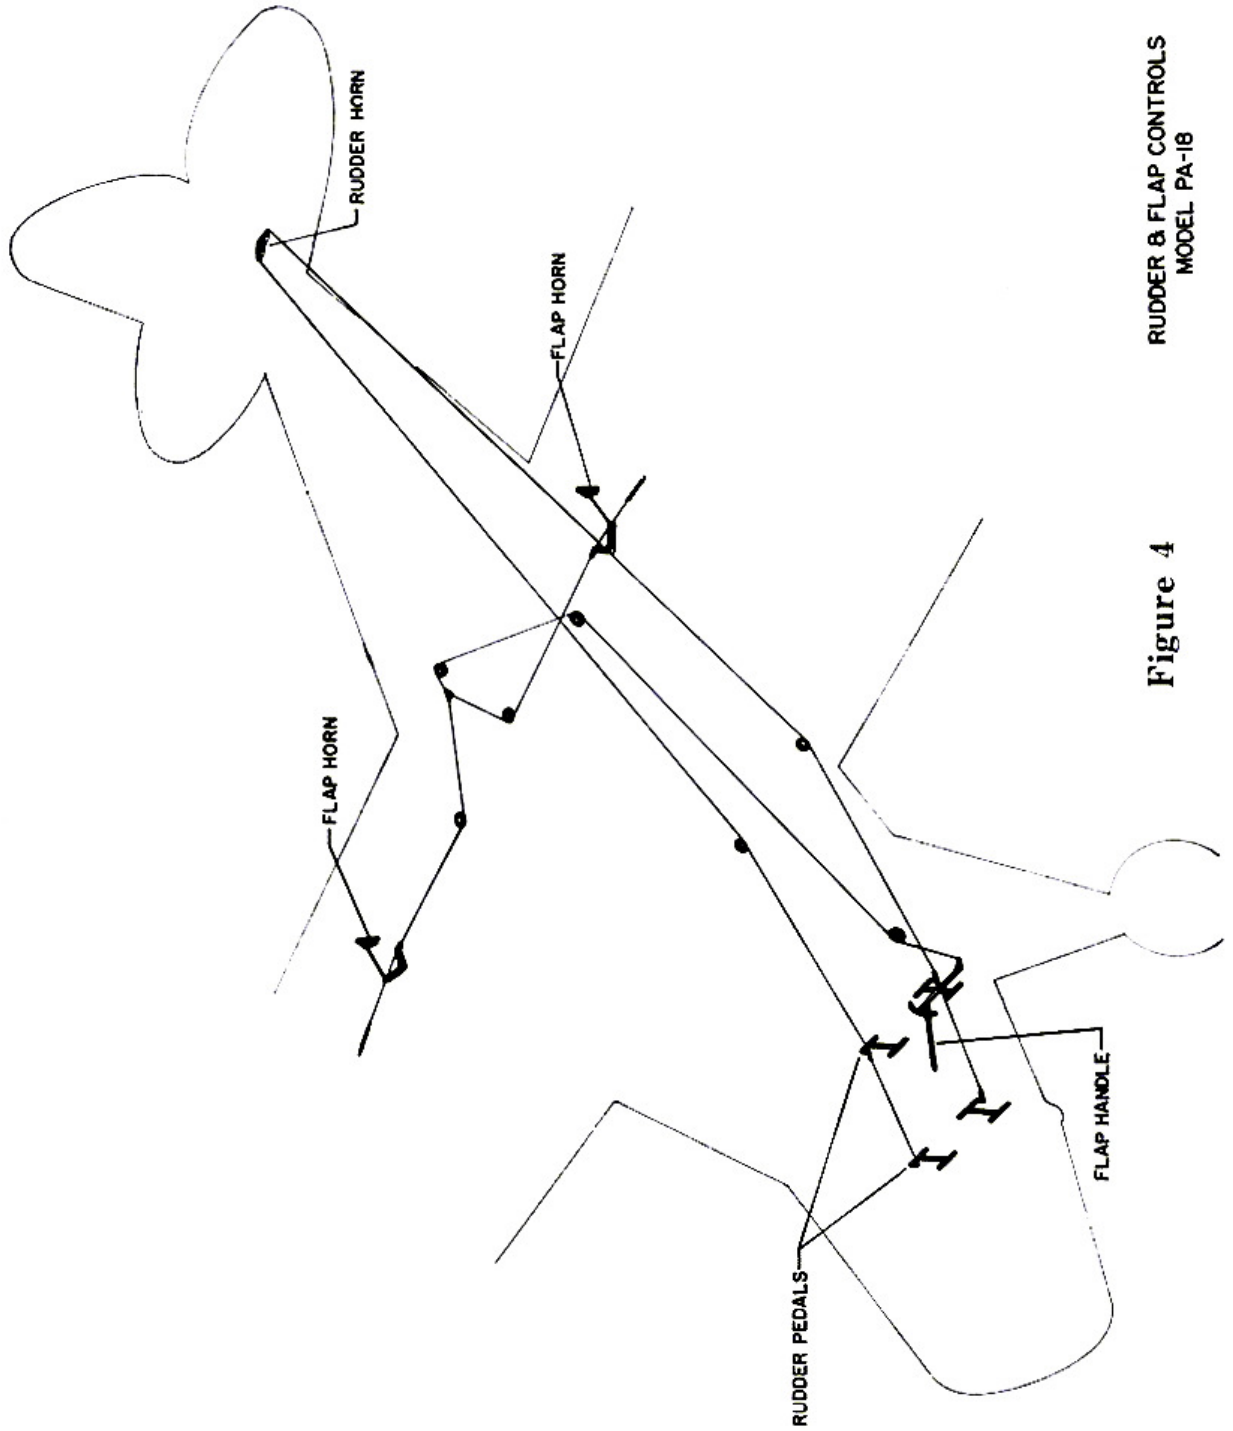 RUDDER HORN
FLAP HORN
FLAP HORN
RUDDER PEDALS
FLAP HANDLE
RUDDER & FLAP CONTROLS
MODEL PA-18
Figure 4